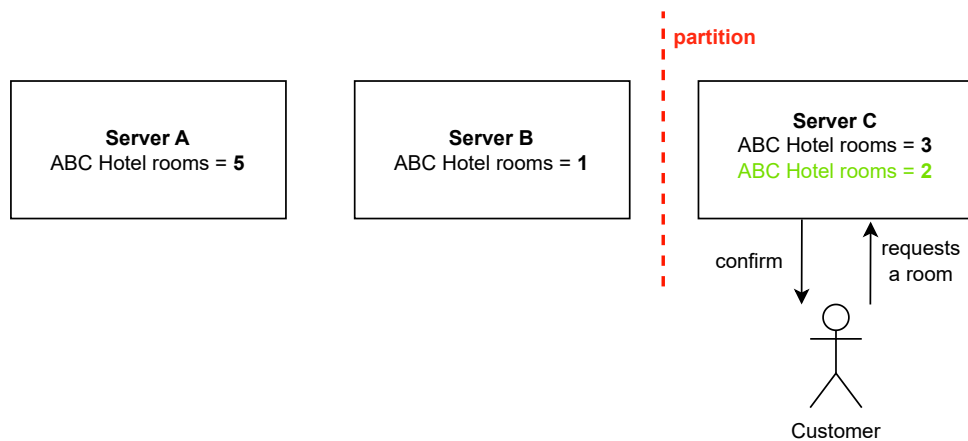 partition
Server A
ABC Hotel rooms = 5
Server B
ABC Hotel rooms = 1
Server C
ABC Hotel rooms = 3
ABC Hotel rooms = 2
confirm
requests
a room
Customer